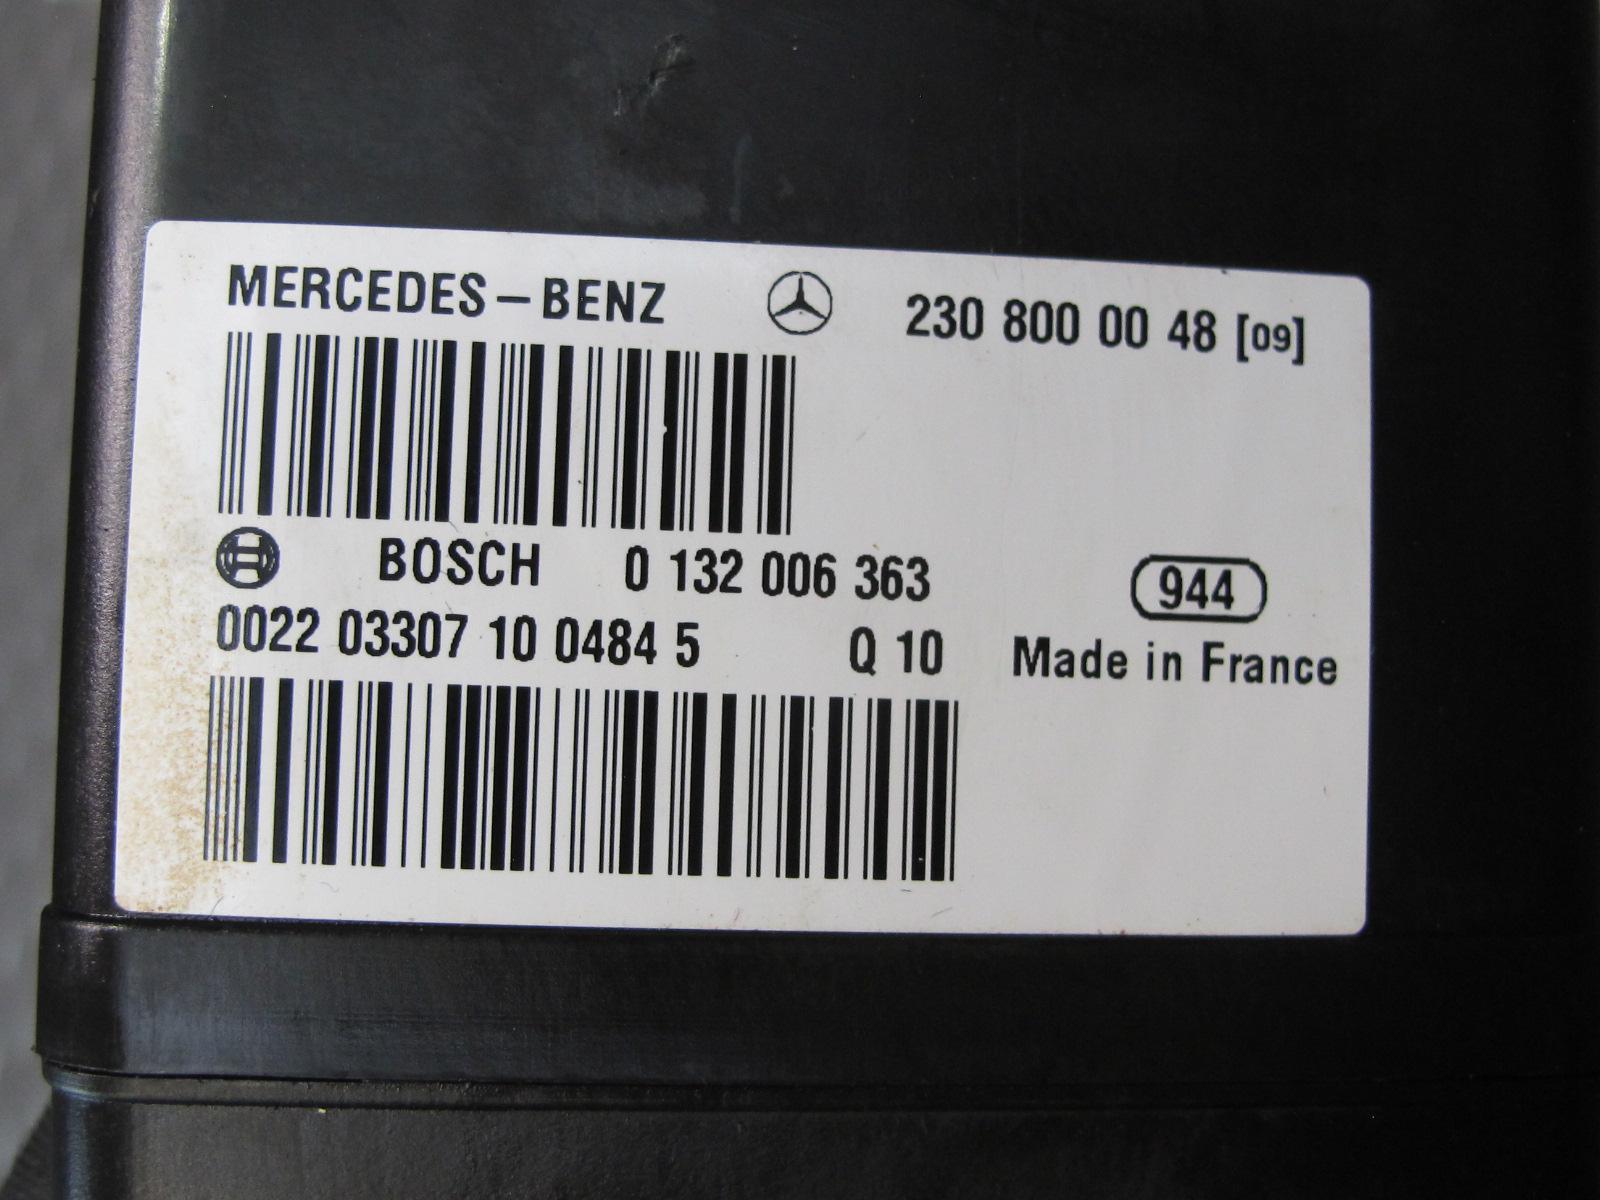 MERCEDES-BENZ 230 800 00 48 [09]
BOSCH 0 132 006 363 944
0022 03307 10 0484 5 Q 10 Made in France